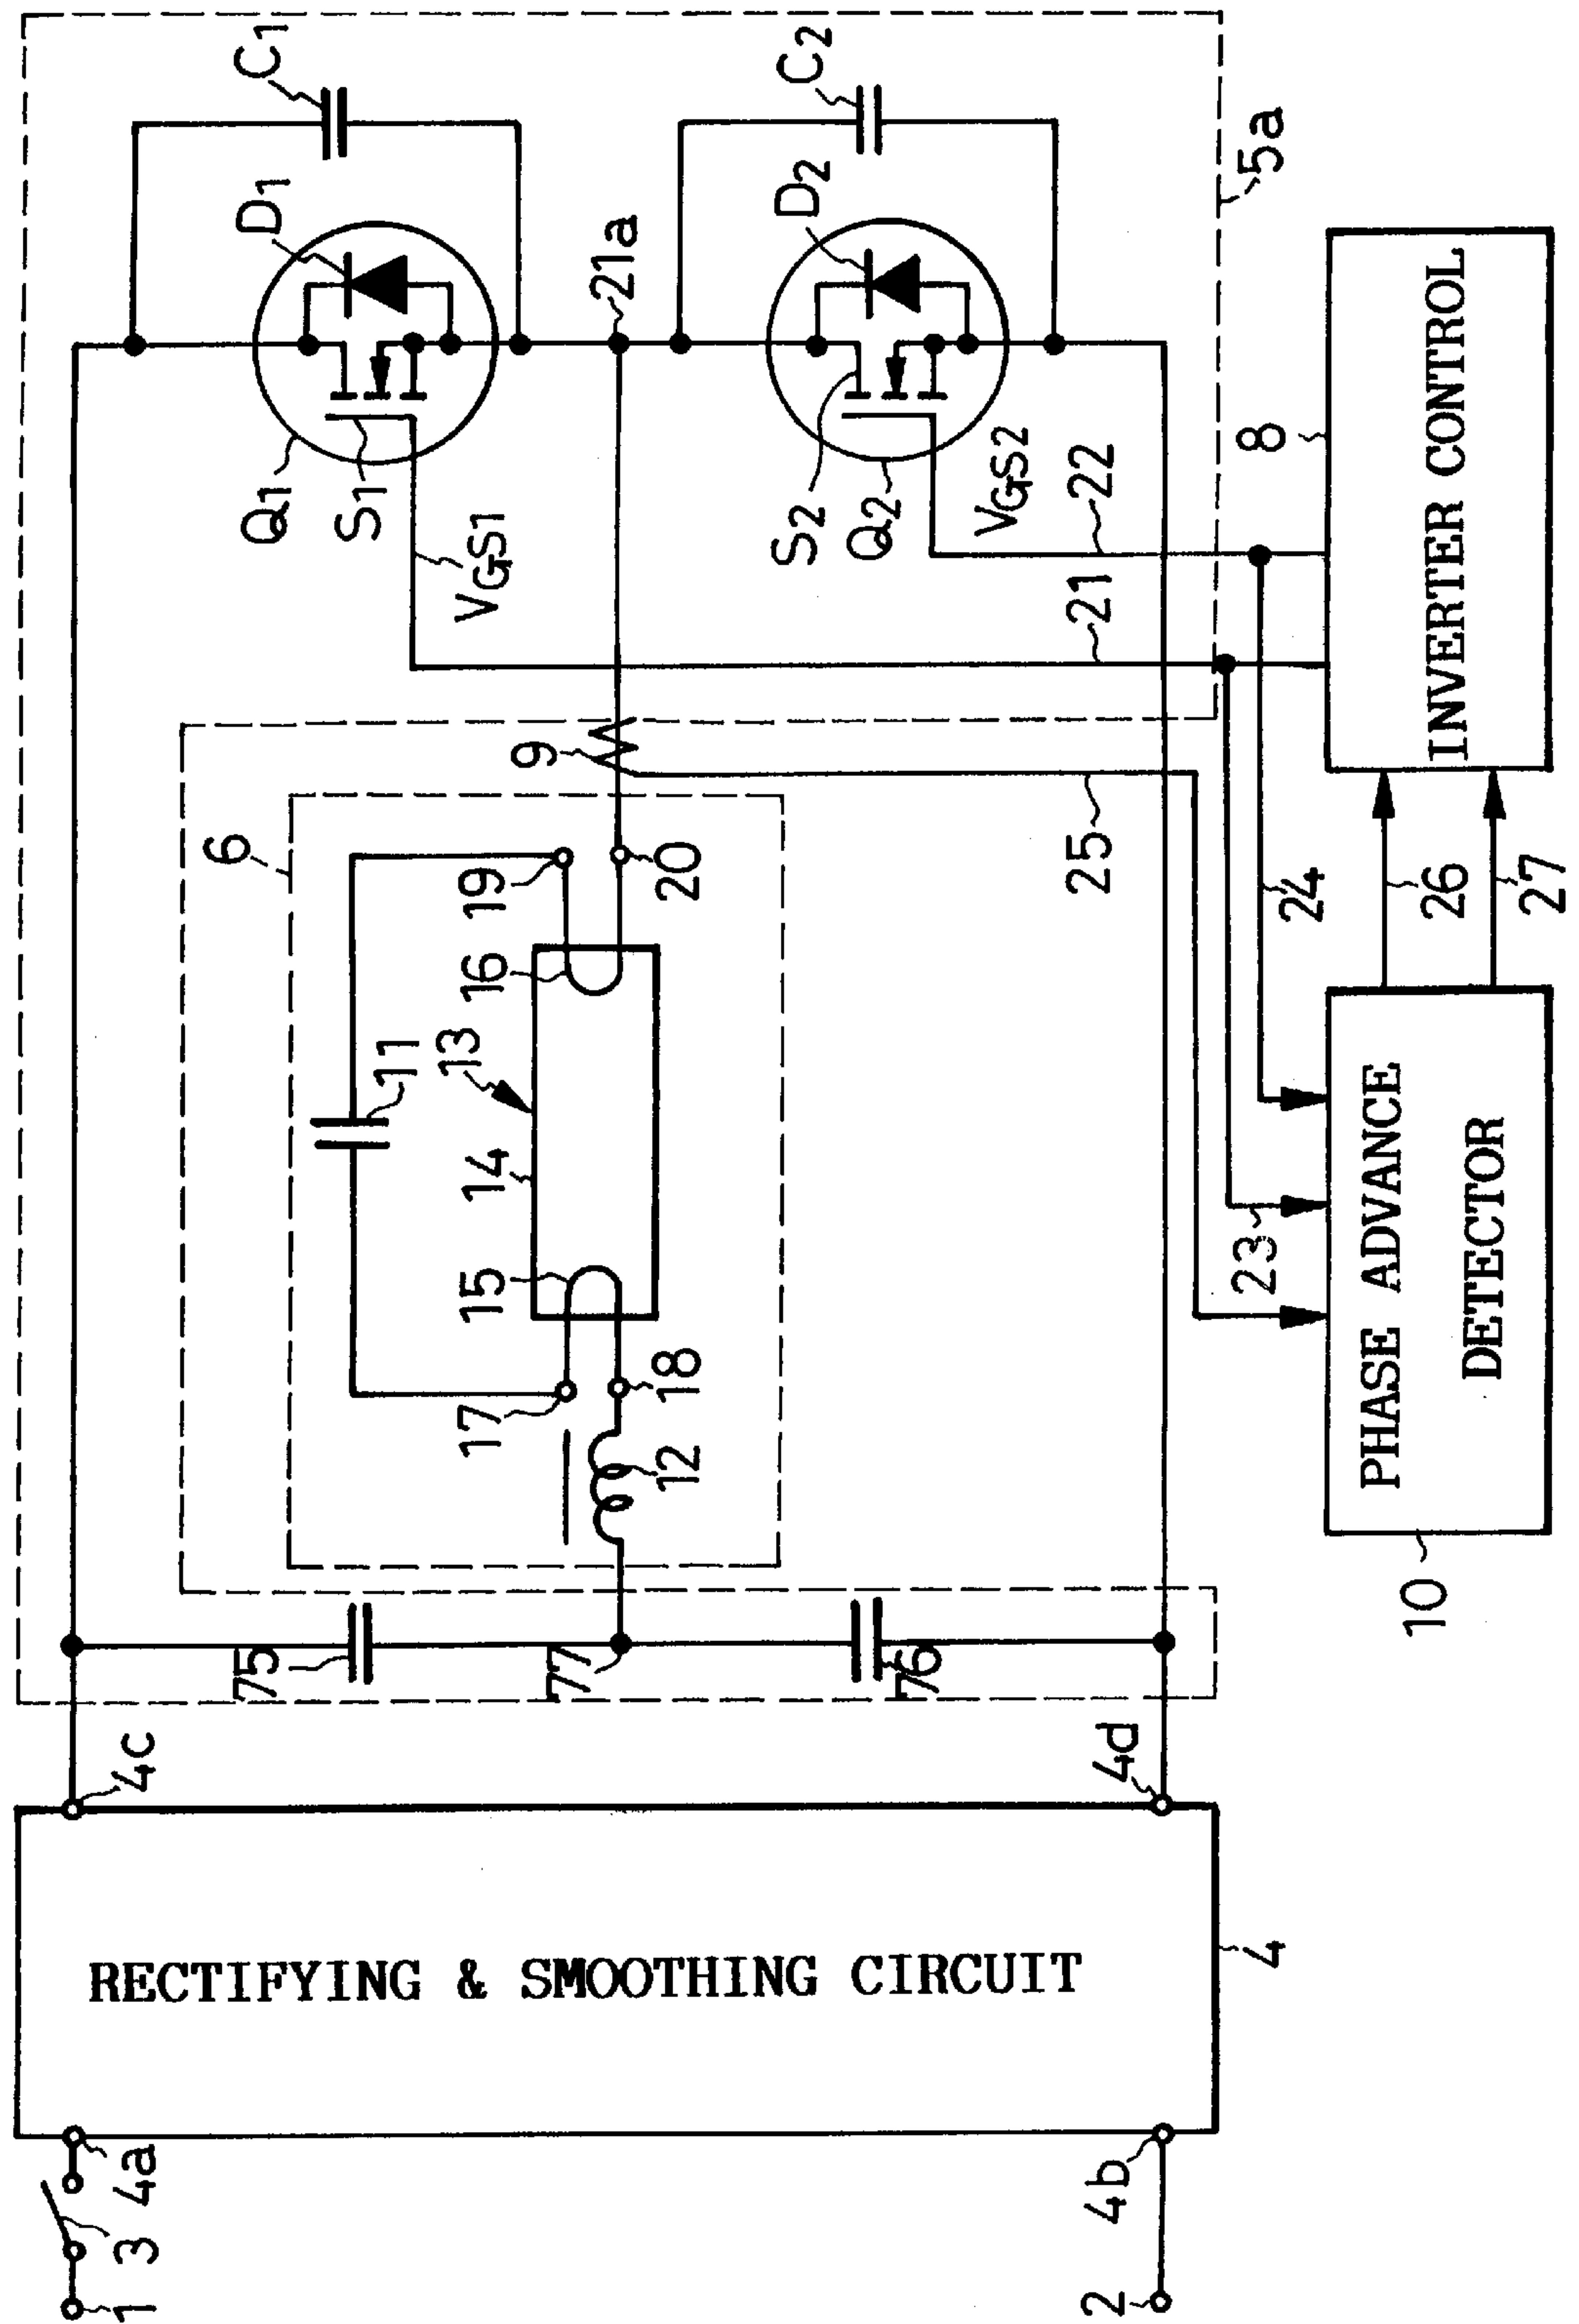 1
3
4a
2
4b
RECTIFYING & SMOOTHING CIRCUIT
4
4c
4d
75
77
76
6
12
17
18
15
14
13
11
16
19
20
9
Q1
S1
D1
C1
VGS1
21a
S2
Q2
D2
C2
VGS2
21
22
5a
25
23
24
10
PHASE ADVANCE
DETECTOR
26
27
8
INVERTER CONTROL